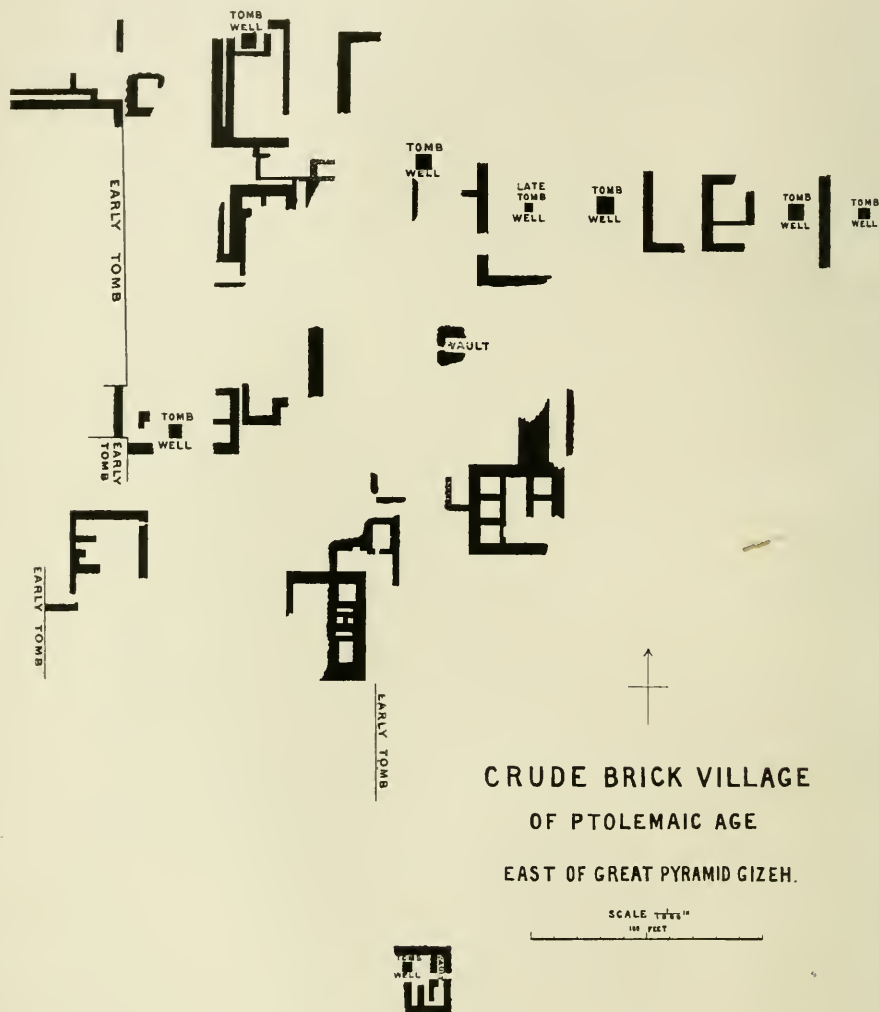 TOMB
WELL
TOMB
WELL
LATE
TOMB
WELL
TOMB
WELL
TOMB
WELL
TOMB
WELL
EARLY TOMB
VAULT
TOMB
WELL
EARLY
TOMB
EARLY TOMB
EARLY TOMB
CRUDE BRICK VILLAGE
OF PTOLEMAIC AGE
EAST OF GREAT PYRAMID GIZEH.
SCALE
100 FEET
TOMB
WELL
VAULT